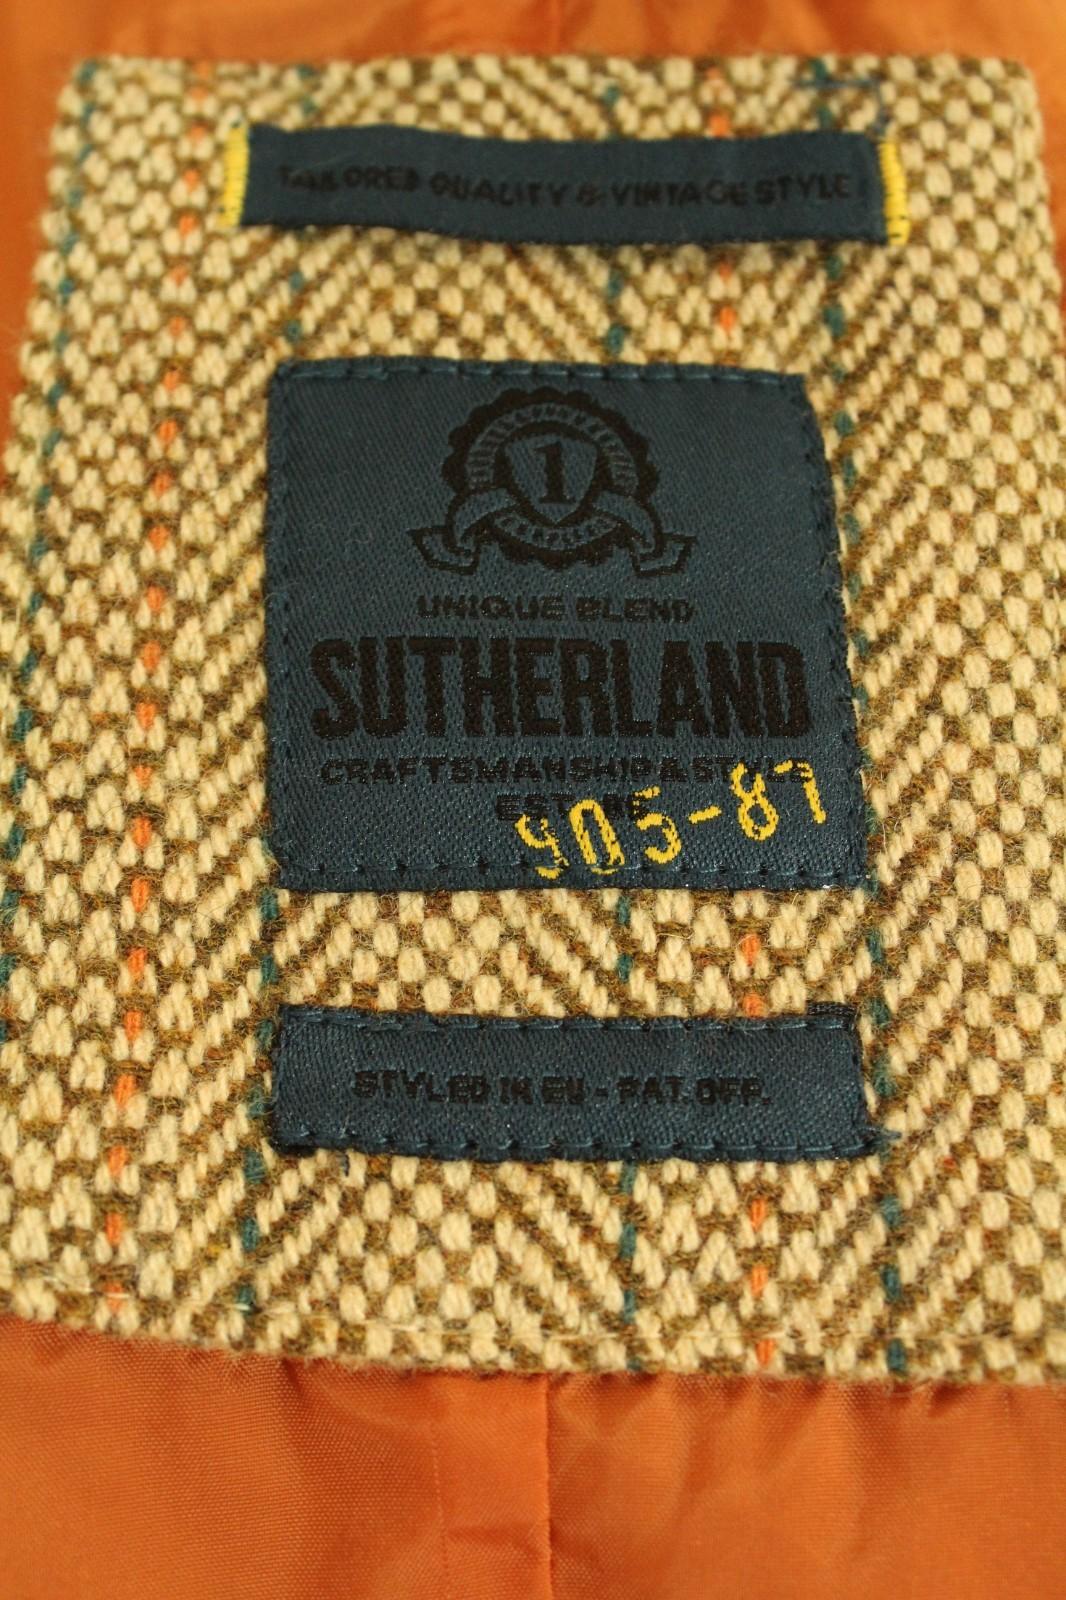 TAILORED QUALITY & VINTAGE STYLE
1
UNIQUE BLEND
SUTHERLAND
CRAFTSMANSHIP & STYLE
EST.
905-87
STYLED IN EU - PAT. OFF.